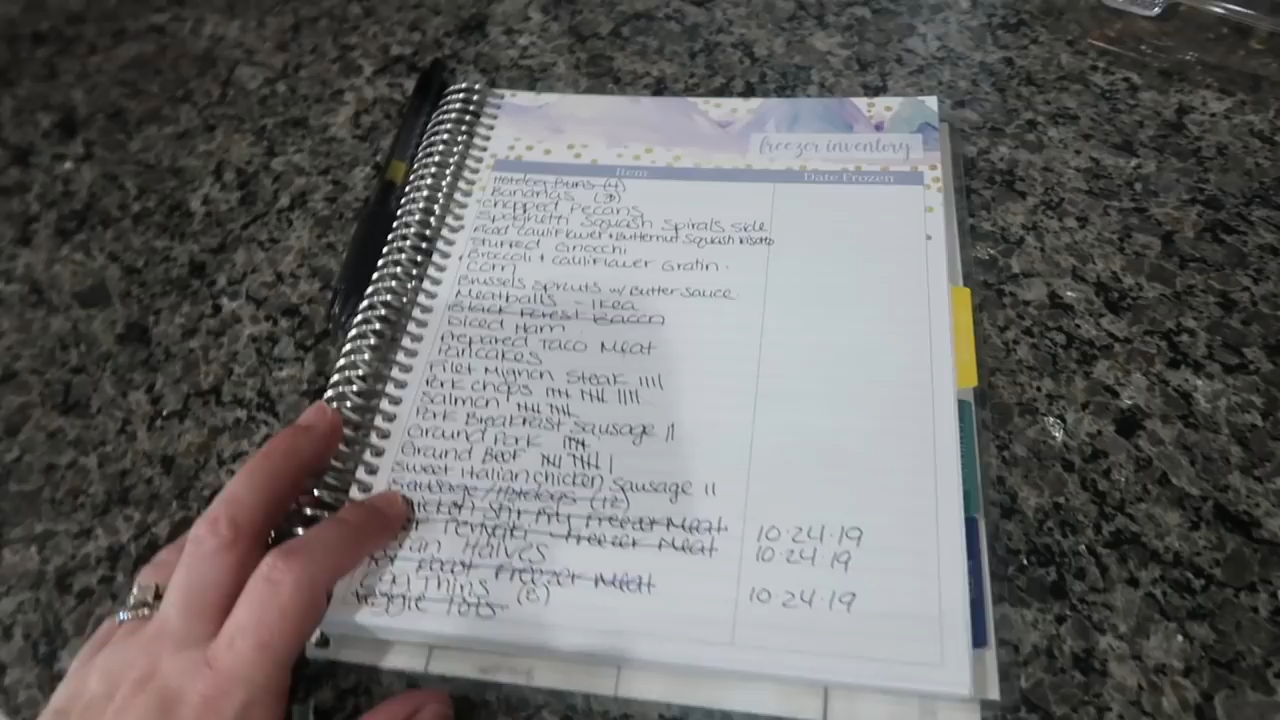 freezer inventory
Item Date Frozen
Hotdog Buns (4)
Bananas (3)
Chopped Pecans
Spaghetti Squash Spirals side
Riced Cauliflower + Butternut Squash Risotto
Stuffed Gnocchi
Broccoli + Cauliflower Gratin
Corn
Brussels sprouts w/ Butter Sauce
Meatballs - Ikea
Black Forest Bacon
Diced Ham
Prepared Taco Meat
Pancakes
Filet Mignon Steak ||||
Pork chops |||| |||| ||||
Salmon |||| ||||
Pork Breakfast Sausage ||
Ground Pork ||||
Ground Beef |||| |||| |
Sweet Italian chicken Sausage ||
Sausage/Hotdogs (12)
Chicken Stir Fry Freezer Meal 10.24.19
Freezer Meal 10.24.19
Halves
Roast Freezer Meal 10.24.19
Thins (8)
Veggie Tots